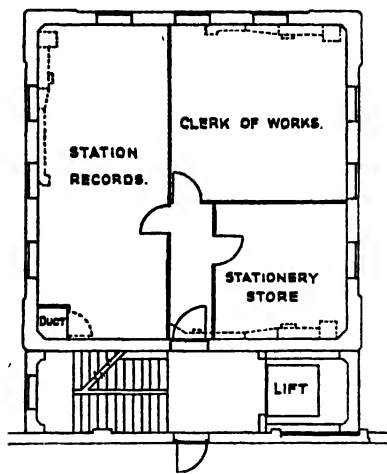 CLERK OF WORKS.
STATION
RECORDS.
STATIONERY
STORE
DUCT
LIFT